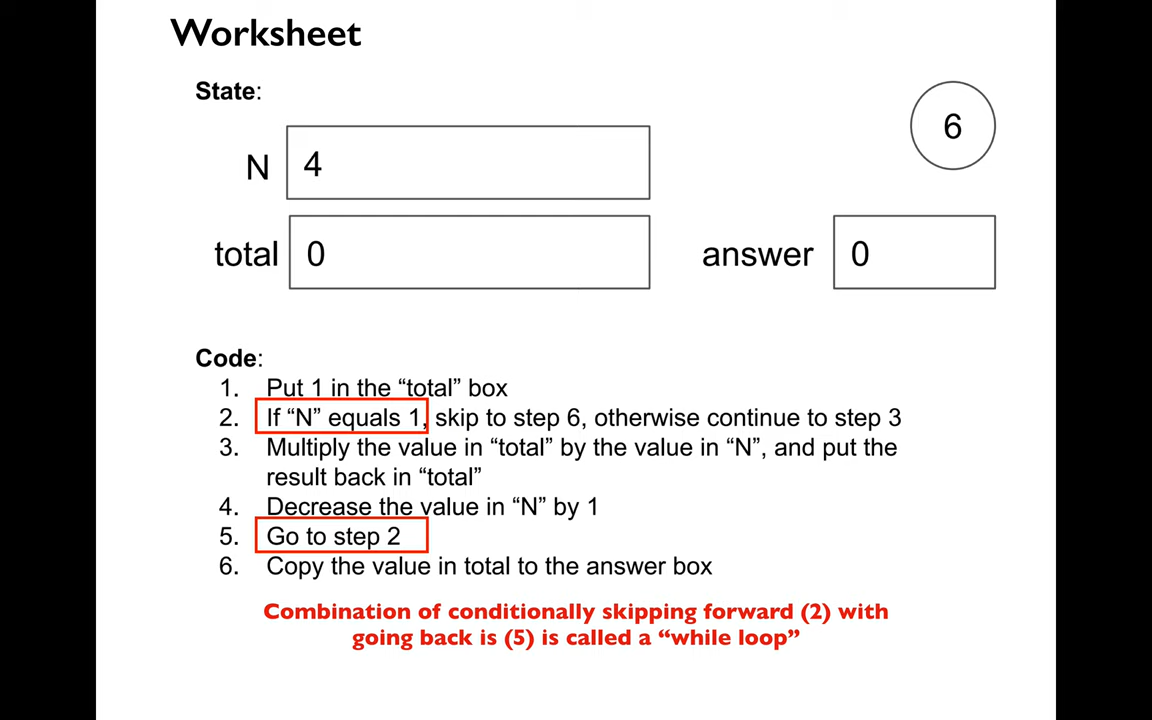 Worksheet
State:
6
N 4
total 0 answer 0
Code:
1. Put 1 in the “total” box
2. If “N” equals 1, skip to step 6, otherwise continue to step 3
3. Multiply the value in “total” by the value in “N”, and put the
result back in “total”
4. Decrease the value in “N” by 1
5. Go to step 2
6. Copy the value in total to the answer box
Combination of conditionally skipping forward (2) with
going back is (5) is called a “while loop”